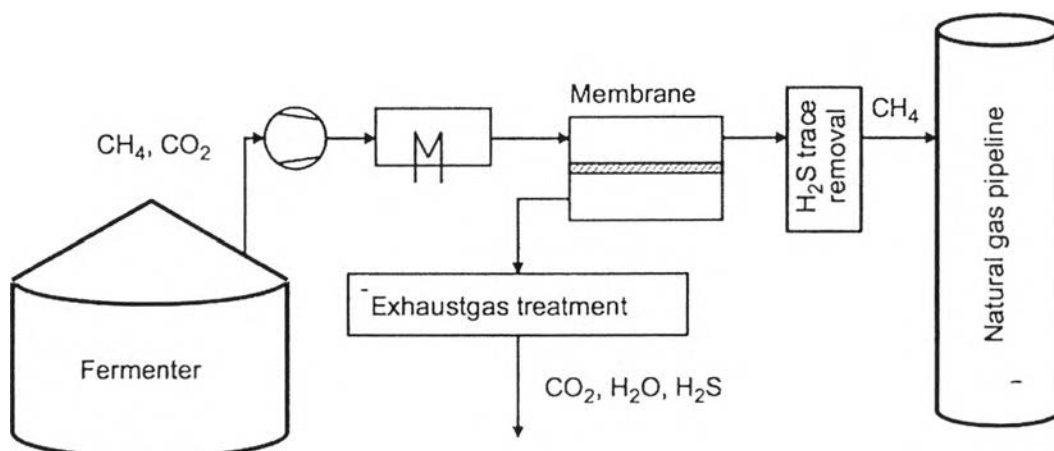 Membrane
CH₄, CO₂
H₂S trace
removal
CH₄
Natural gas pipeline
Exhaustgas treatment
Fermenter
CO₂, H₂O, H₂S